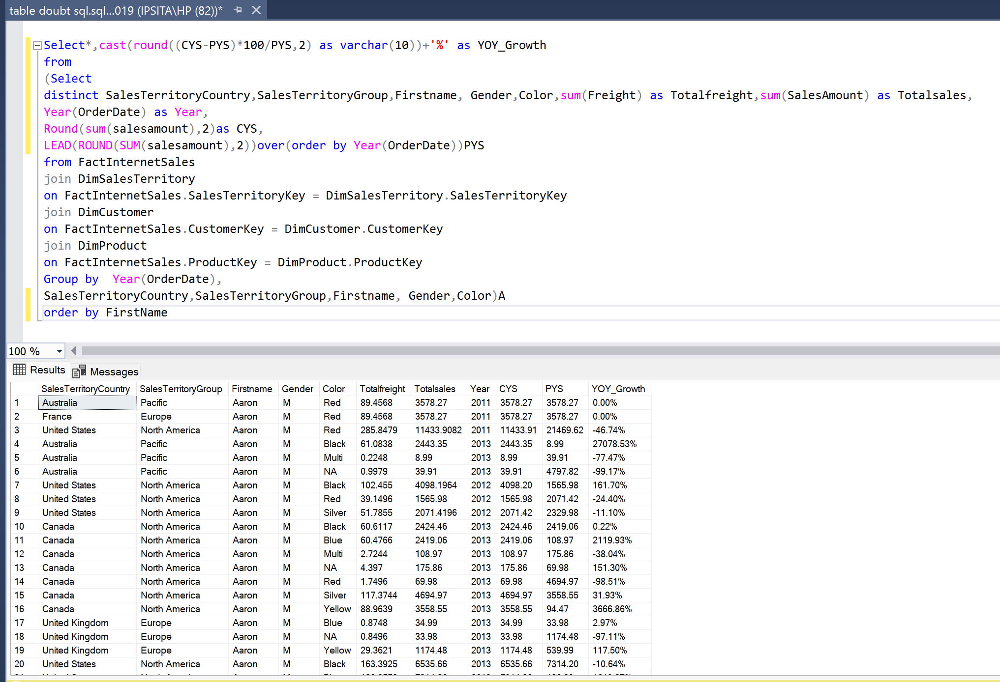 table doubt sql.sql...019 (IPSITA\HP (82))*
Select*,cast(round((CYS-PYS)*100/PYS,2) as varchar(10))+'%' as YOY_Growth
from
(Select
distinct SalesTerritoryCountry,SalesTerritoryGroup,Firstname, Gender,Color,sum(Freight) as Totalfreight,sum(SalesAmount) as Totalsales,
Year(OrderDate) as Year,
Round(sum(salesamount),2)as CYS,
LEAD(ROUND(SUM(salesamount),2))over(order by Year(OrderDate))PYS
from FactInternetSales
join DimSalesTerritory
on FactInternetSales.SalesTerritoryKey = DimSalesTerritory.SalesTerritoryKey
join DimCustomer
on FactInternetSales.CustomerKey = DimCustomer.CustomerKey
join DimProduct
on FactInternetSales.ProductKey = DimProduct.ProductKey
Group by  Year(OrderDate),
SalesTerritoryCountry,SalesTerritoryGroup,Firstname, Gender,Color)A
order by FirstName
100 %
Results Messages
SalesTerritoryCountry SalesTerritoryGroup Firstname Gender Color Totalfreight Totalsales Year CYS PYS YOY_Growth
1 Australia Pacific Aaron M Red 89.4568 3578.27 2011 3578.27 3578.27 0.00%
2 France Europe Aaron M Red 89.4568 3578.27 2011 3578.27 3578.27 0.00%
3 United States North America Aaron M Red 285.8479 11433.9082 2011 11433.91 21469.62 -46.74%
4 Australia Pacific Aaron M Black 61.0838 2443.35 2013 2443.35 8.99 27078.53%
5 Australia Pacific Aaron M Multi 0.2248 8.99 2013 8.99 39.91 -77.47%
6 Australia Pacific Aaron M NA 0.9979 39.91 2013 39.91 4797.82 -99.17%
7 United States North America Aaron M Black 102.455 4098.1964 2012 4098.20 1565.98 161.70%
8 United States North America Aaron M Red 39.1496 1565.98 2012 1565.98 2071.42 -24.40%
9 United States North America Aaron M Silver 51.7855 2071.4196 2012 2071.42 2329.98 -11.10%
10 Canada North America Aaron M Black 60.6117 2424.46 2013 2424.46 2419.06 0.22%
11 Canada North America Aaron M Blue 60.4766 2419.06 2013 2419.06 108.97 2119.93%
12 Canada North America Aaron M Multi 2.7244 108.97 2013 108.97 175.86 -38.04%
13 Canada North America Aaron M NA 4.397 175.86 2013 175.86 69.98 151.30%
14 Canada North America Aaron M Red 1.7496 69.98 2013 69.98 4694.97 -98.51%
15 Canada North America Aaron M Silver 117.3744 4694.97 2013 4694.97 3558.55 31.93%
16 Canada North America Aaron M Yellow 88.9639 3558.55 2013 3558.55 94.47 3666.86%
17 United Kingdom Europe Aaron M Blue 0.8748 34.99 2013 34.99 33.98 2.97%
18 United Kingdom Europe Aaron M NA 0.8496 33.98 2013 33.98 1174.48 -97.11%
19 United Kingdom Europe Aaron M Yellow 29.3621 1174.48 2013 1174.48 539.99 117.50%
20 United States North America Aaron M Black 163.3925 6535.66 2013 6535.66 7314.20 -10.64%